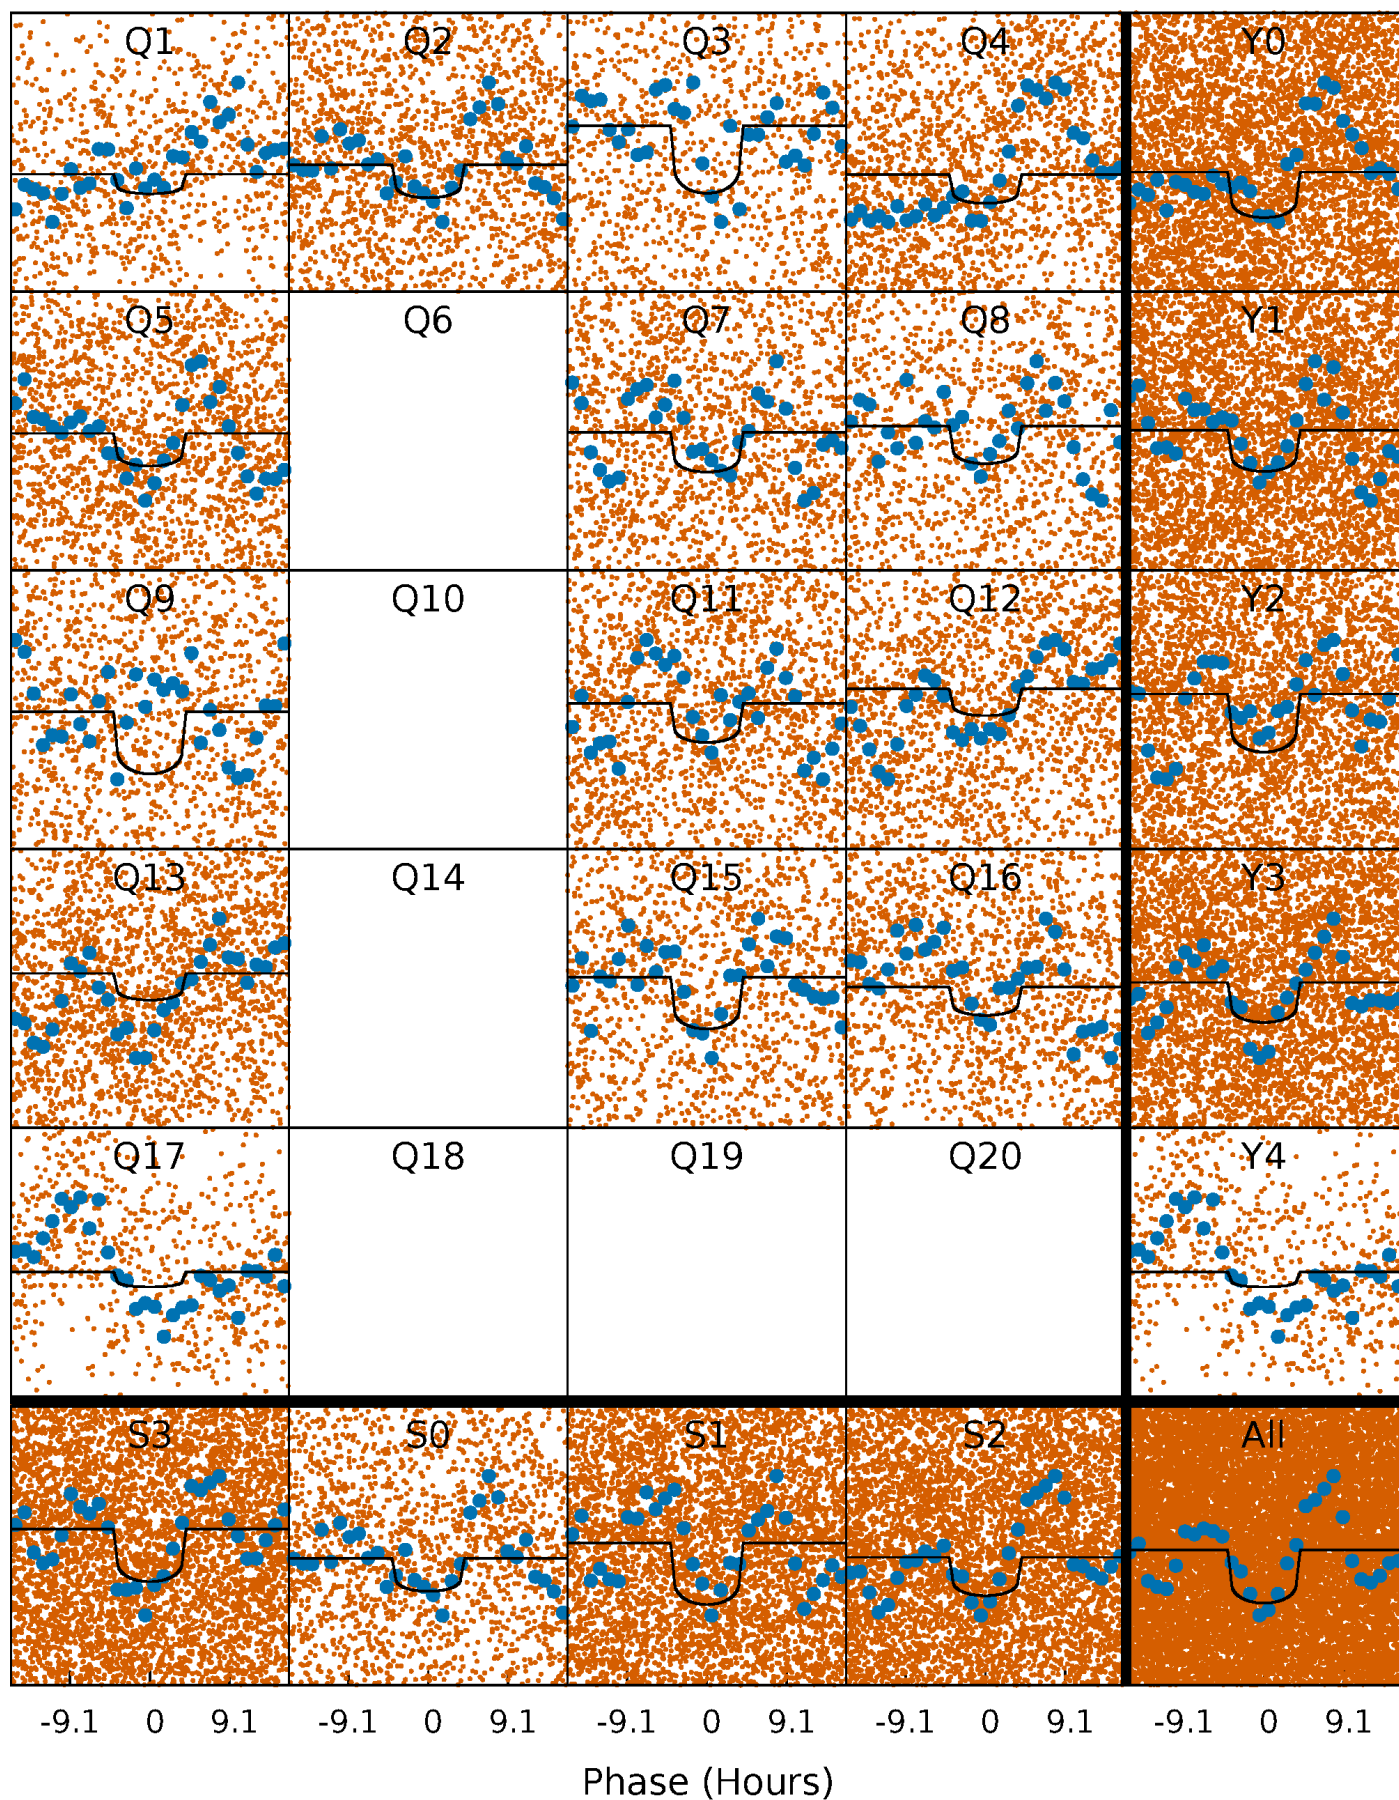 Q1 Q2 Q3 Q4 Y0
Q5 Q6 Q7 Q8 Y1
Q9 Q10 Q11 Q12 Y2
Q13 Q14 Q15 Q16 Y3
Q17 Q18 Q19 Q20 Y4
S3 S0 S1 S2 All
-9.1 0 9.1 -9.1 0 9.1 -9.1 0 9.1 -9.1 0 9.1 -9.1 0 9.1
Phase (Hours)